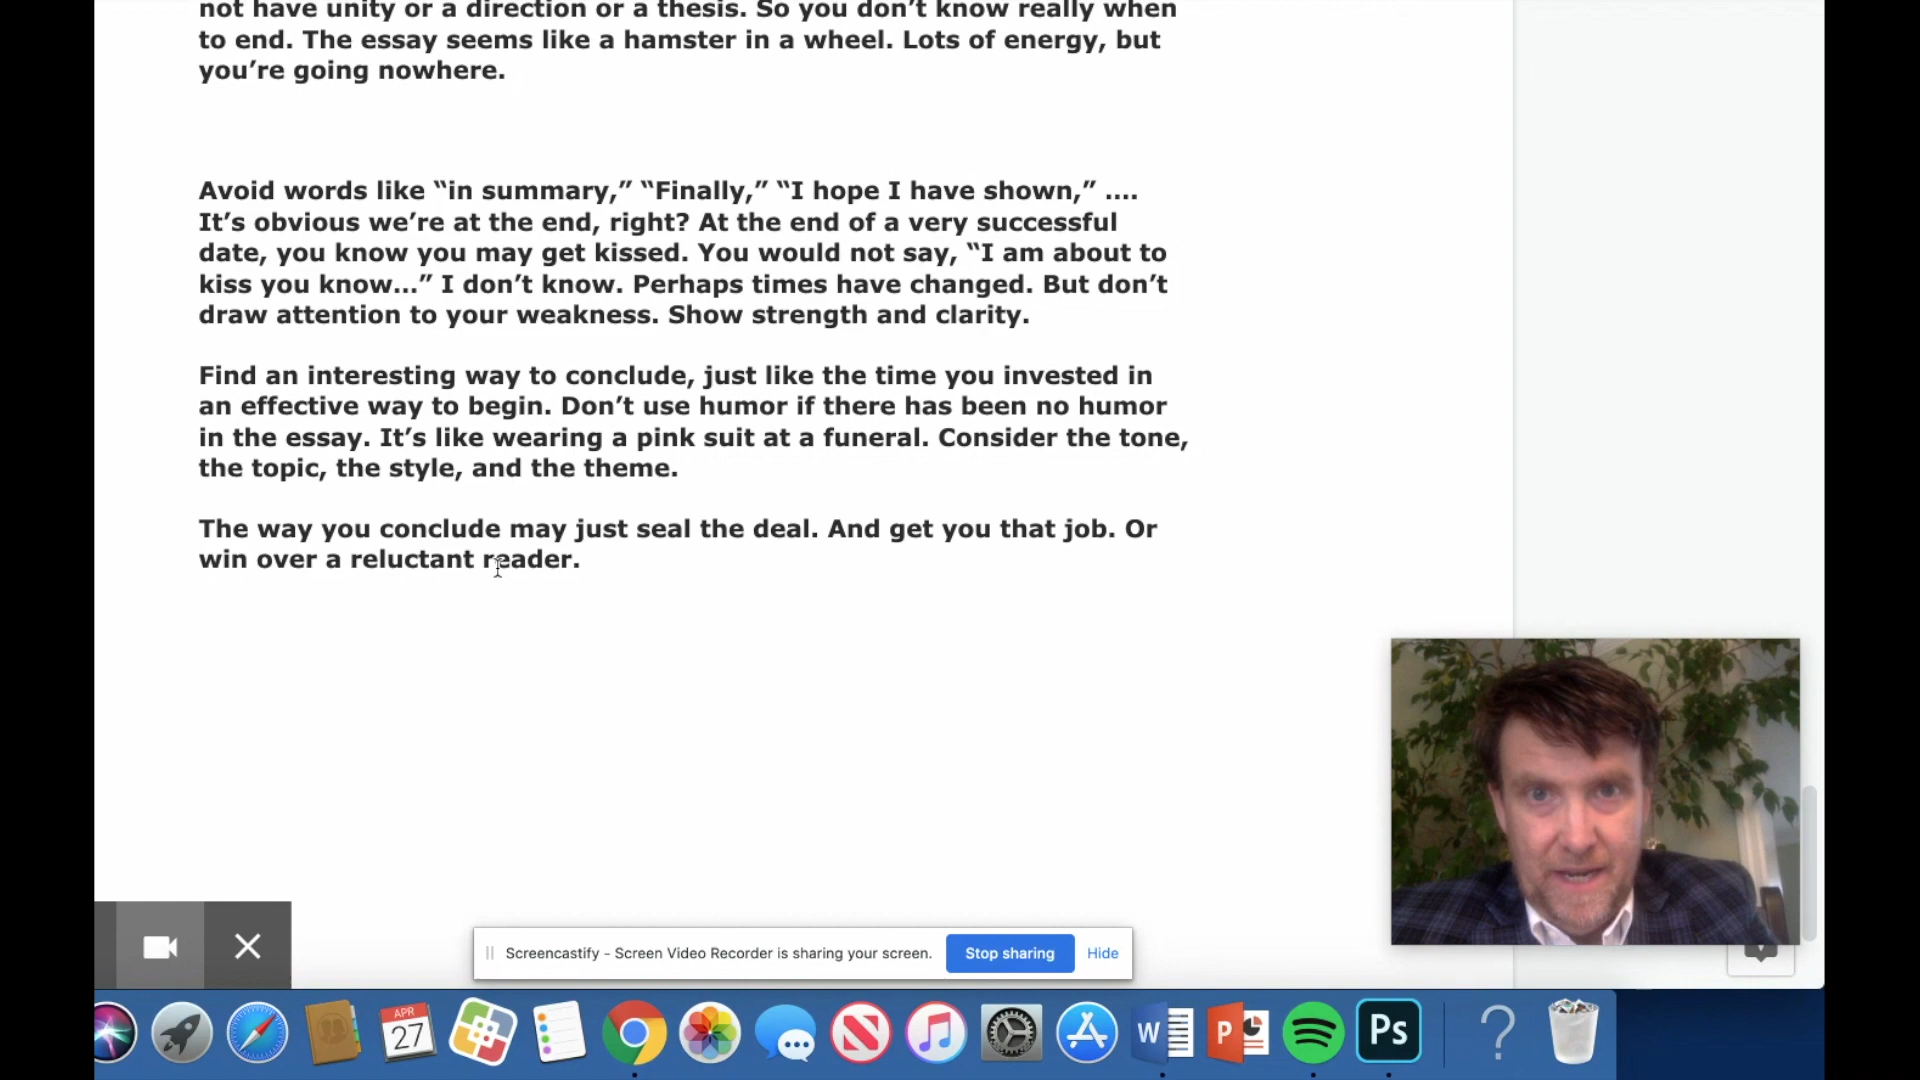 not have unity or a direction or a thesis. So you don’t know really when
to end. The essay seems like a hamster in a wheel. Lots of energy, but
you’re going nowhere.
Avoid words like “in summary,” “Finally,” “I hope I have shown,” ....
It’s obvious we’re at the end, right? At the end of a very successful
date, you know you may get kissed. You would not say, “I am about to
kiss you know...” I don’t know. Perhaps times have changed. But don’t
draw attention to your weakness. Show strength and clarity.
Find an interesting way to conclude, just like the time you invested in
an effective way to begin. Don’t use humor if there has been no humor
in the essay. It’s like wearing a pink suit at a funeral. Consider the tone,
the topic, the style, and the theme.
The way you conclude may just seal the deal. And get you that job. Or
win over a reluctant reader.
Screencastify - Screen Video Recorder is sharing your screen.
Stop sharing
Hide
APR
27
W
P
Ps
?